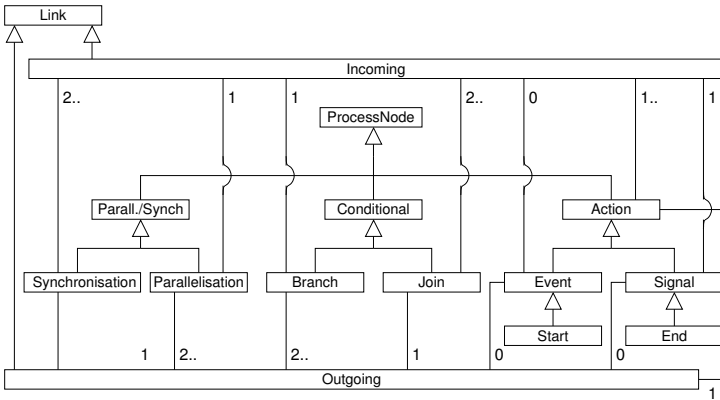 Link
Incoming
2.. 1 1 2.. 0 1.. 1
ProcessNode
Parall./Synch Conditional Action
Synchronisation Parallelisation Branch Join Event Signal
Start End
1 2.. 2.. 1 0 0
Outgoing
1